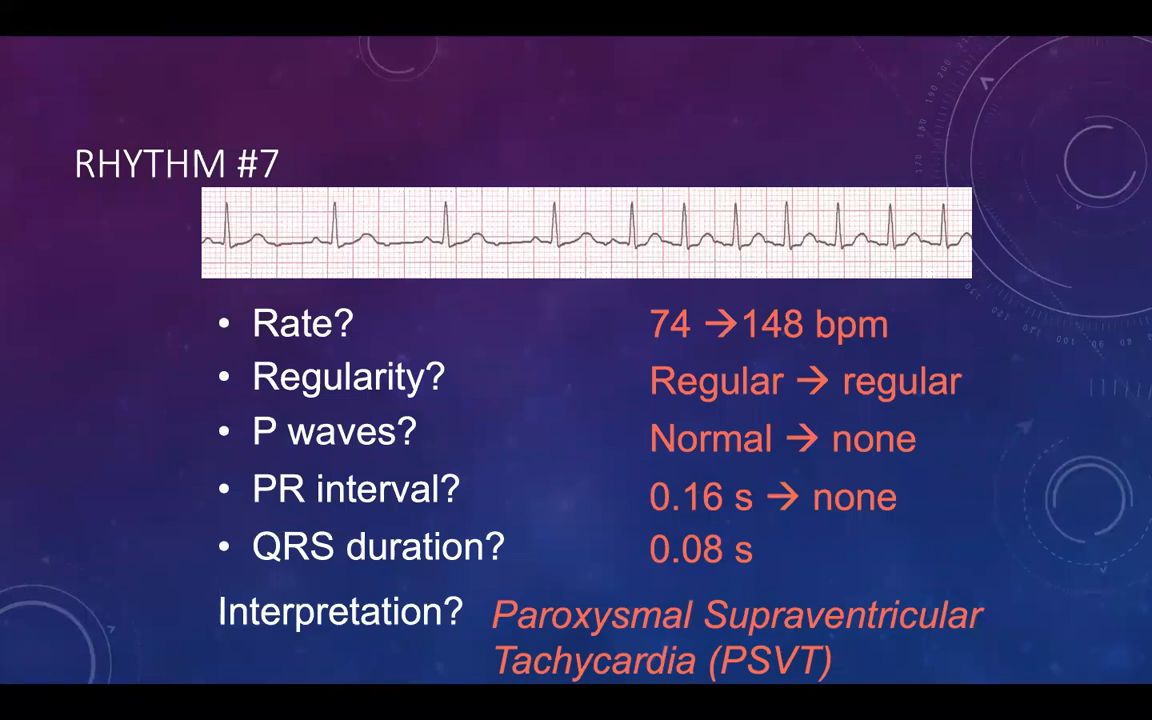 RHYTHM #7
• Rate? 74 →148 bpm
• Regularity? Regular → regular
• P waves? Normal → none
• PR interval? 0.16 s → none
• QRS duration? 0.08 s
Interpretation? Paroxysmal Supraventricular
Tachycardia (PSVT)